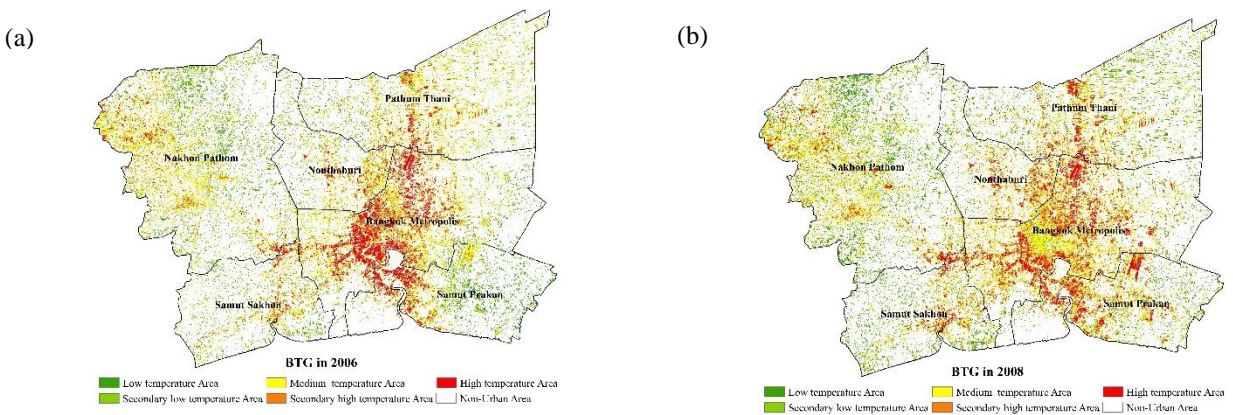 (a)
Pathum Thani
Nakhon Pathom
Nonthaburi
Bangkok Metropolis
Samut Sakhon
Samut Prakan
BTG in 2006
Low temperature Area
Medium temperature Area
High temperature Area
Secondary low temperature Area
Secondary high temperature Area
Non-Urban Area
(b)
Pathum Thani
Nakhon Pathom
Nonthaburi
Bangkok Metropolis
Samut Prakan
Samut Sakhon
BTG in 2008
Low temperature Area
Medium temperature Area
High temperature Area
Secondary low temperature Area
Secondary high temperature Area
Non-Urban Area